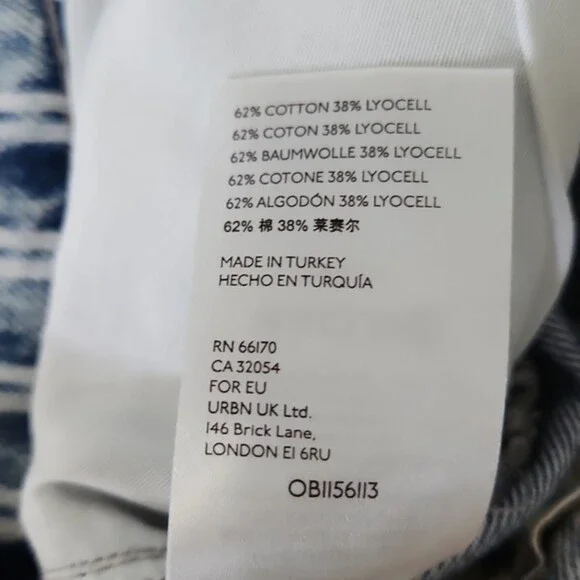 62% COTTON 38% LYOCELL
62% COTON 38% LYOCELL
62% BAUMWOLLE 38% LYOCELL
62% COTONE 38% LYOCELL
62% ALGODÓN 38% LYOCELL
62% 棉 38% 莱赛尔
MADE IN TURKEY
HECHO EN TURQUÍA
RN 66170
CA 32054
FOR EU
URBN UK Ltd.
146 Brick Lane,
LONDON E1 6RU
OB1156113